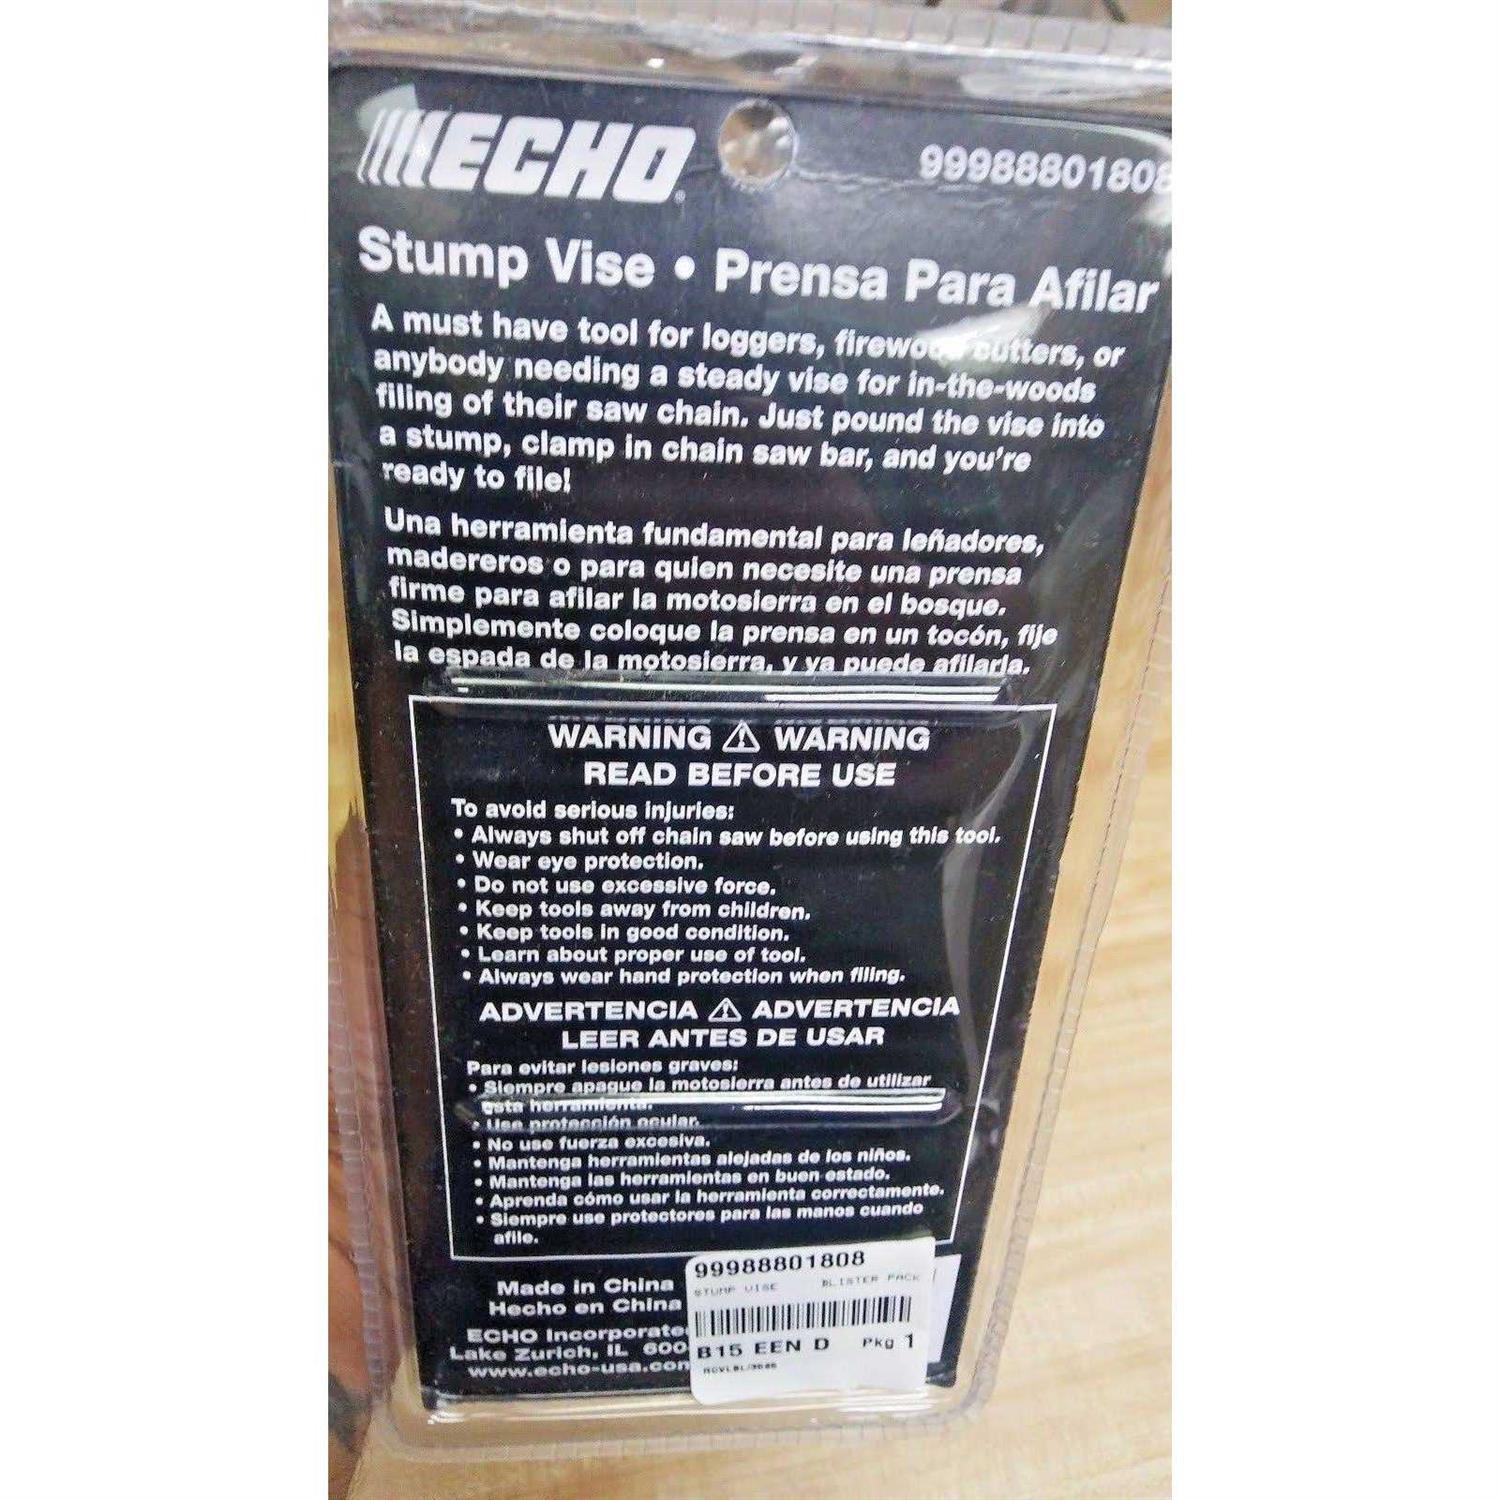 ECHO
99988801808
Stump Vise • Prensa Para Afilar
A must have tool for loggers, cutters, or
anybody needing a steady vise for in-the-woods
filing of their saw chain. Just pound the vise into
a stump, clamp in chain saw bar, and you're
ready to file!
Una herramienta fundamental para leñadores,
madereros o para quien necesite una prensa
firme para afilar la motosierra en el bosque.
Simplemente coloque la prensa en un tocón, fije
la espada de la motosierra, y ya puede afilarla.
WARNING ⚠ WARNING
READ BEFORE USE
To avoid serious injuries:
• Always shut off chain saw before using this tool.
• Wear eye protection.
• Do not use excessive force.
• Keep tools away from children.
• Keep tools in good condition.
• Learn about proper use of tool.
• Always wear hand protection when filing.
ADVERTENCIA ⚠ ADVERTENCIA
LEER ANTES DE USAR
Para evitar lesiones graves:
• Siempre apague la motosierra antes de utilizar
esta herramienta.
• Use protección ocular.
• No use fuerza excesiva.
• Mantenga herramientas alejadas de los niños.
• Mantenga las herramientas en buen estado.
• Aprenda cómo usar la herramienta correctamente.
• Siempre use protectores para las manos cuando
afile.
Made in China
Hecho en China
ECHO Incorporated
Lake Zurich, IL 600
www.echo-usa.com
99988801808
STUMP VISE BLISTER PACK
B15 EEN D Pkg 1